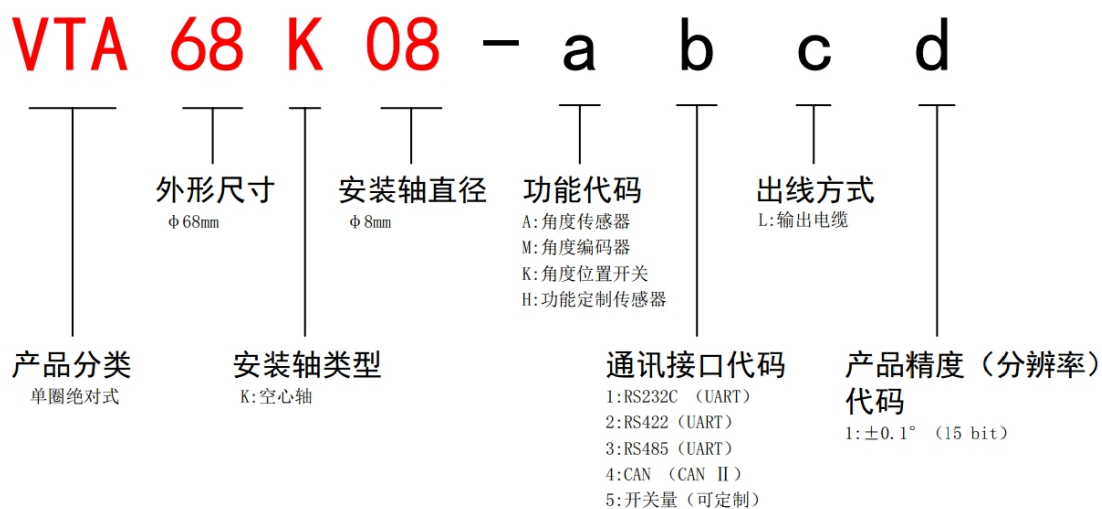 VTA 68 K 08 - a b c d
外形尺寸
φ68mm
安装轴直径
φ8mm
功能代码
A:角度传感器
M:角度编码器
K:角度位置开关
H:功能定制传感器
出线方式
L:输出电缆
产品分类
单圈绝对式
安装轴类型
K:空心轴
通讯接口代码
1:RS232C （UART）
2:RS422（UART）
3:RS485（UART）
4:CAN （CAN Ⅱ）
5:开关量（可定制）
产品精度（分辨率）
代码
1:±0.1° （15 bit）